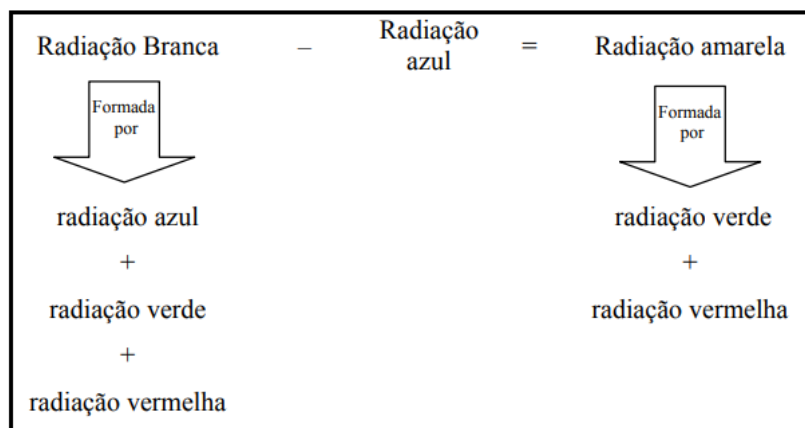 Radiação Branca – Radiação azul = Radiação amarela
Formada por
Formada por
radiação azul
+
radiação verde
+
radiação vermelha
radiação verde
+
radiação vermelha